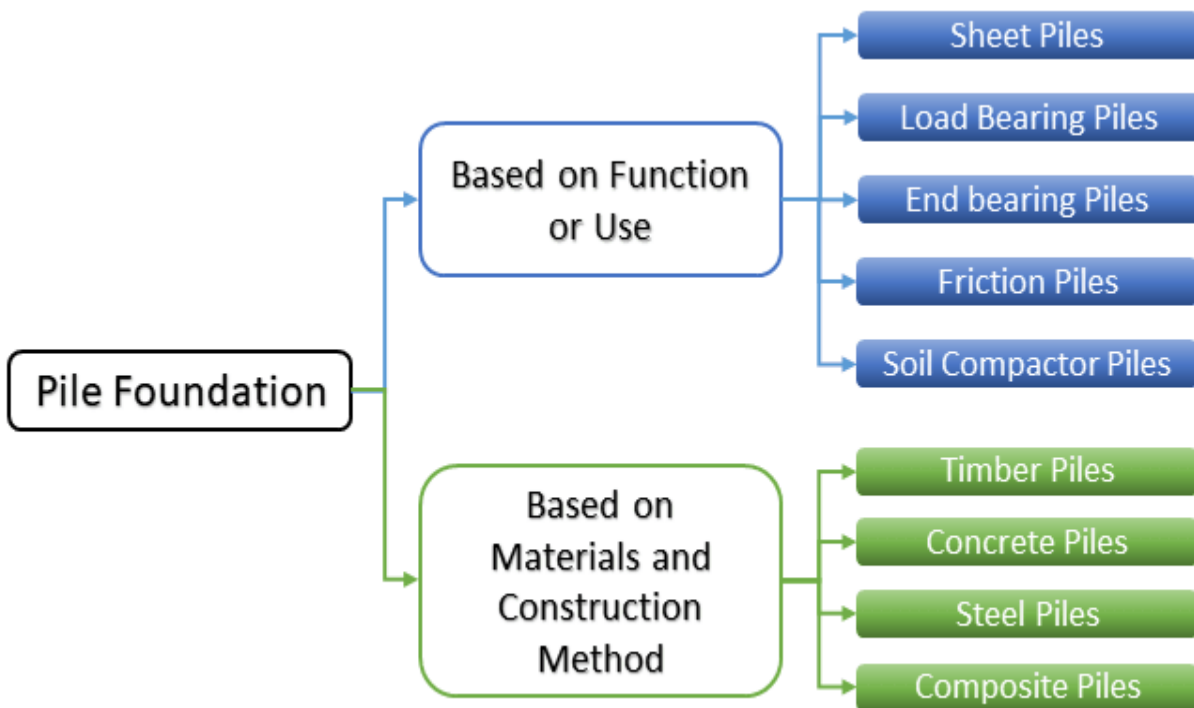 Pile Foundation
Based on Function
or Use
Sheet Piles
Load Bearing Piles
End bearing Piles
Friction Piles
Soil Compactor Piles
Based on
Materials and
Construction
Method
Timber Piles
Concrete Piles
Steel Piles
Composite Piles